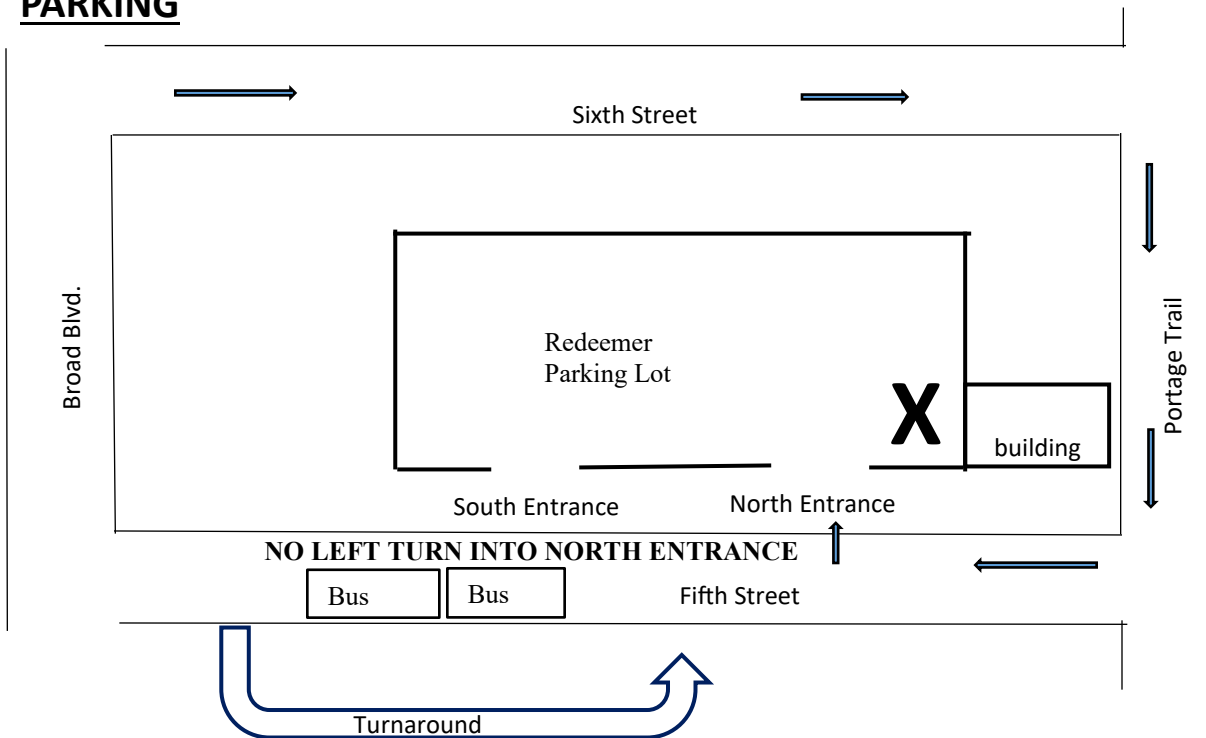 PARKING
Sixth Street
Broad Blvd.
Redeemer
Parking Lot
X
building
Portage Trail
South Entrance
North Entrance
NO LEFT TURN INTO NORTH ENTRANCE
Bus
Bus
Fifth Street
Turnaround